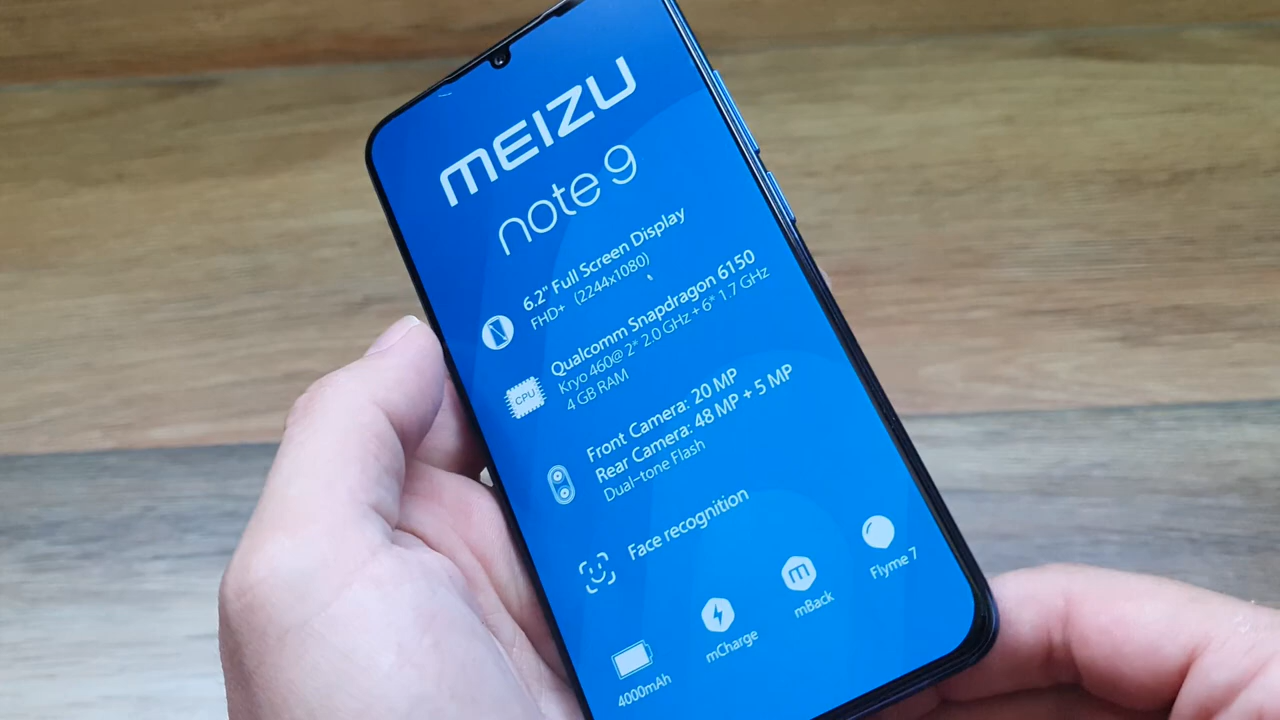 MEIZU
note 9
6.2" Full Screen Display
FHD+ (2244x1080)
Qualcomm Snapdragon 6150
Kryo 460@ 2* 2.0 GHz + 6* 1.7 GHz
4 GB RAM
CPU
Front Camera: 20 MP
Rear Camera: 48 MP + 5 MP
Dual-tone Flash
Face recognition
4000mAh
mCharge
mBack
Flyme 7